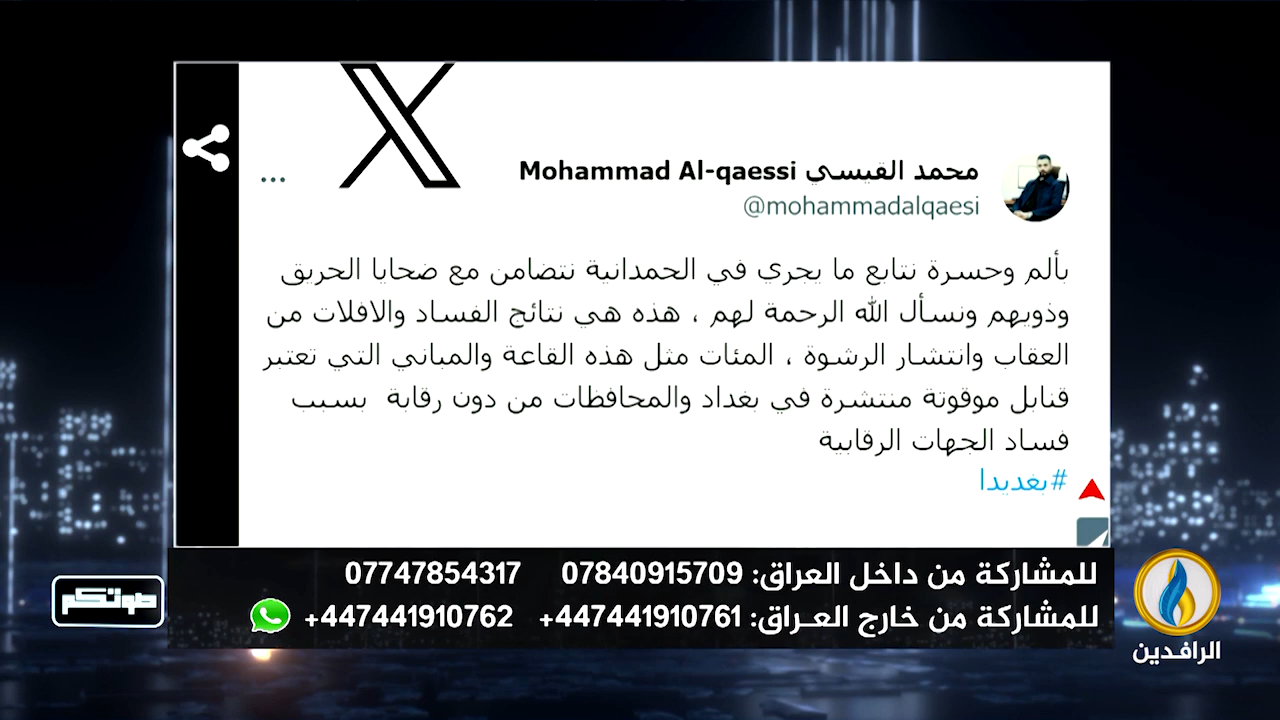 محمد القيسي Mohammad Al-qaessi
@mohammadalqaesi
...
بألم وحسرة نتابع ما يجري في الحمدانية نتضامن مع ضحايا الحريق
وذويهم ونسأل الله الرحمة لهم ، هذه هي نتائج الفساد والافلات من
العقاب وانتشار الرشوة ، المئات مثل هذه القاعة والمباني التي تعتبر
قنابل موقوتة منتشرة في بغداد والمحافظات من دون رقابة بسبب
فساد الجهات الرقابية
#بغديدا
للمشاركة من داخل العراق: 07840915709 07747854317
للمشاركة من خارج العـراق: 447441910761+ 447441910762+
صوتكم
الرافدين